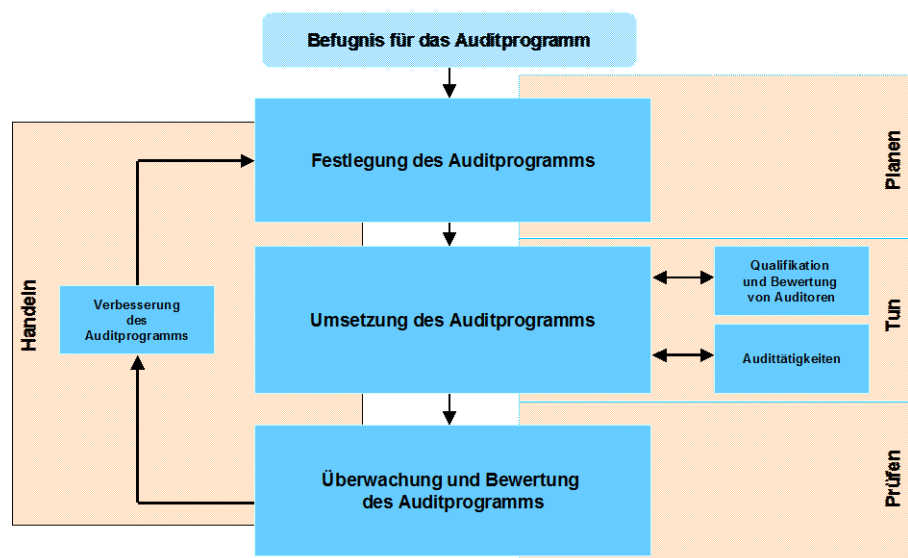 Befugnis für das Auditprogramm
Festlegung des Auditprogramms
Planen
Umsetzung des Auditprogramms
Qualifikation
und Bewertung
von Auditoren
Audittätigkeiten
Tun
Verbesserung
des
Auditprogramms
Handeln
Überwachung und Bewertung
des Auditprogramms
Prüfen